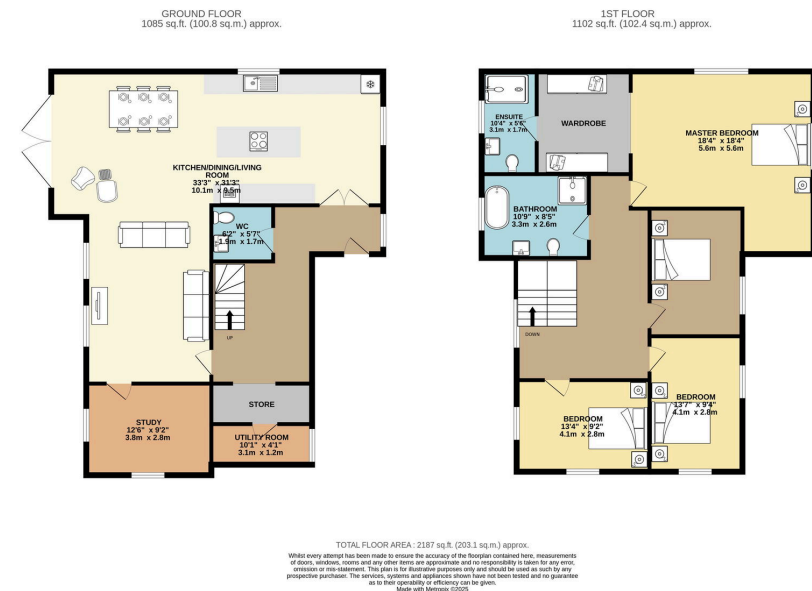 GROUND FLOOR
1085 sq.ft. (100.8 sq.m.) approx.
KITCHEN/DINING/LIVING
ROOM
33'3" x 31'3"
10.1m x 9.5m
WC
6'2" x 5'7"
1.9m x 1.7m
UP
STORE
STUDY
12'6" x 9'2"
3.8m x 2.8m
UTILITY ROOM
10'1" x 4'1"
3.1m x 1.2m
1ST FLOOR
1102 sq.ft. (102.4 sq.m.) approx.
ENSUITE
10'4" x 5'6"
3.1m x 1.7m
WARDROBE
MASTER BEDROOM
18'4" x 18'4"
5.6m x 5.6m
BATHROOM
10'9" x 8'5"
3.3m x 2.6m
DOWN
BEDROOM
13'4" x 9'2"
4.1m x 2.8m
BEDROOM
13'7" x 9'4"
4.1m x 2.8m
TOTAL FLOOR AREA : 2187 sq.ft. (203.1 sq.m.) approx.
Whilst every attempt has been made to ensure the accuracy of the floorplan contained here, measurements
of doors, windows, rooms and any other items are approximate and no responsibility is taken for any error,
omission or mis-statement. This plan is for illustrative purposes only and should be used as such by any
prospective purchaser. The services, systems and appliances shown have not been tested and no guarantee
as to their operability or efficiency can be given.
Made with Metropix ©2025